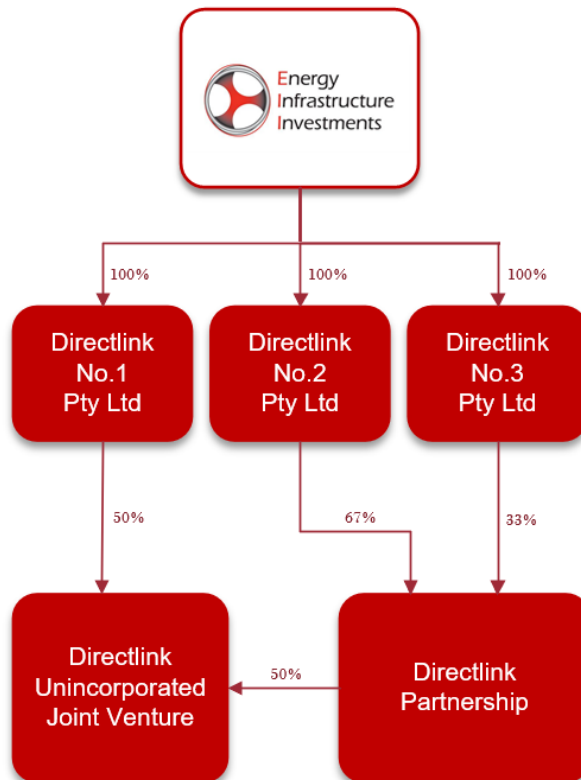 Energy
Infrastructure
Investments
100%
100%
100%
Directlink
No.1
Pty Ltd
Directlink
No.2
Pty Ltd
Directlink
No.3
Pty Ltd
50%
67%
33%
Directlink
Unincorporated
Joint Venture
50%
Directlink
Partnership